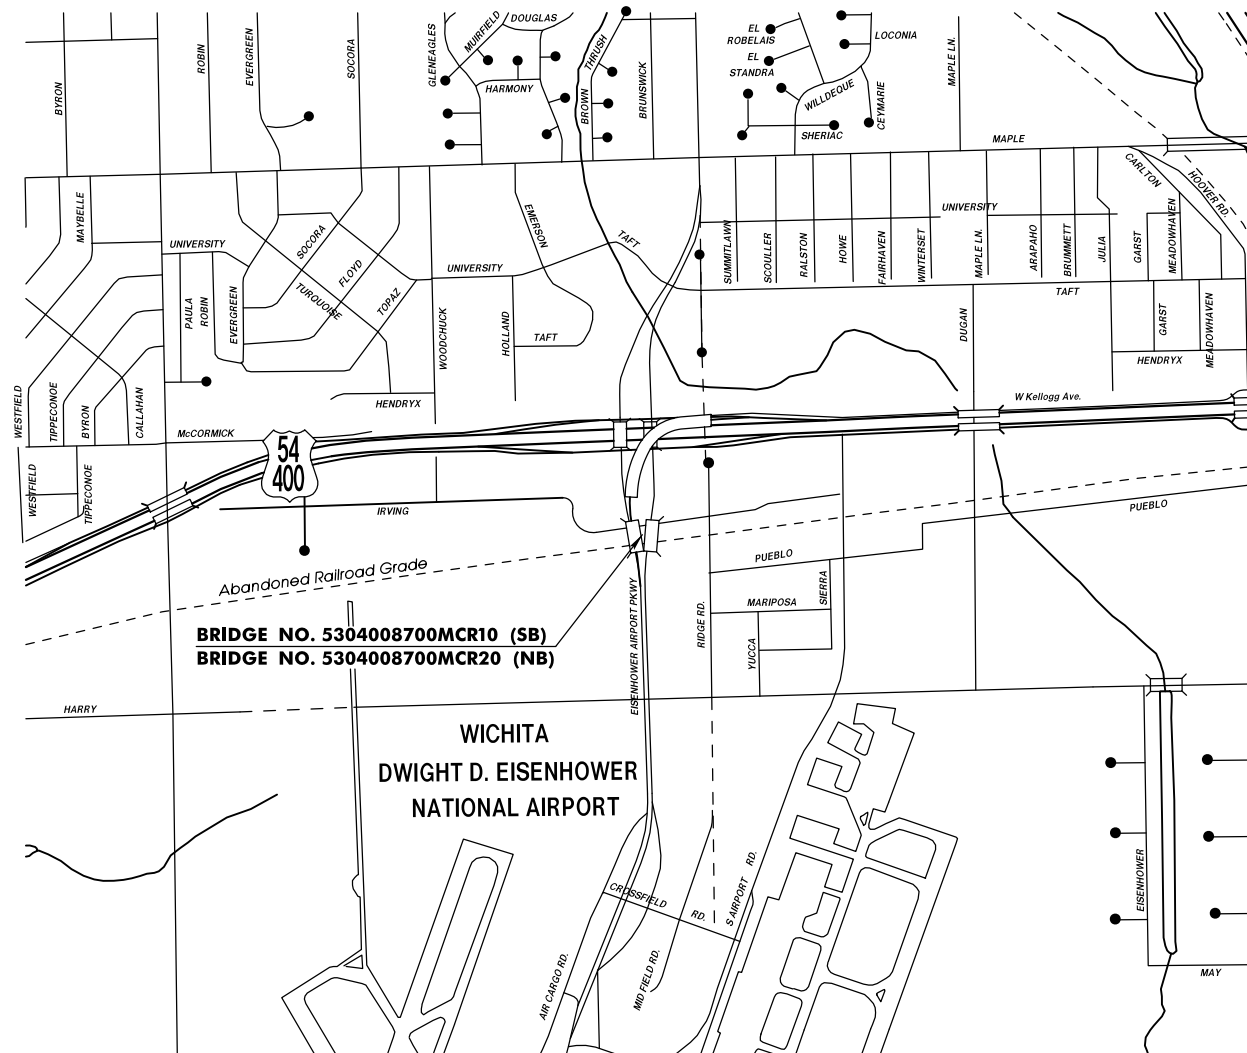 DOUGLAS
MUIRFIELD
GLENEAGLES
EL
ROBELAIS
EL
STANDRA
LOCONIA
ROBIN
EVERGREEN
SOCORA
THRUSH
MAPLE LN.
BYRON
HARMONY
BROWN
BRUNSWICK
WILLDEQUE
CEYMARIE
SHERIAC
MAPLE
CARLTON
HOOVER RD.
MAYBELLE
UNIVERSITY
SOCORA
EMERSON
TAFT
UNIVERSITY
SUMMITLAWN
SCOULLER
RALSTON
HOWE
FAIRHAVEN
WINTERSET
MAPLE LN.
ARAPAHO
BRUMMETT
JULIA
GARST
MEADOWHAVEN
FLOYD
UNIVERSITY
TURQUOISE
TOPAZ
TAFT
PAULA
ROBIN
EVERGREEN
WOODCHUCK
HOLLAND
TAFT
DUGAN
GARST
MEADOWHAVEN
HENDRYX
WESTFIELD
TIPPECONOE
BYRON
CALLAHAN
HENDRYX
W Kellogg Ave.
McCORMICK
54
400
WESTFIELD
TIPPECONOE
IRVING
PUEBLO
PUEBLO
Abandoned Railroad Grade
EISENHOWER AIRPORT PKWY
RIDGE RD.
MARIPOSA
SIERRA
YUCCA
BRIDGE NO. 5304008700MCR10 (SB)
BRIDGE NO. 5304008700MCR20 (NB)
HARRY
WICHITA
DWIGHT D. EISENHOWER
NATIONAL AIRPORT
CROSSFIELD
RD.
S AIRPORT RD.
EISENHOWER
AIR CARGO RD.
MID FIELD RD.
MAY